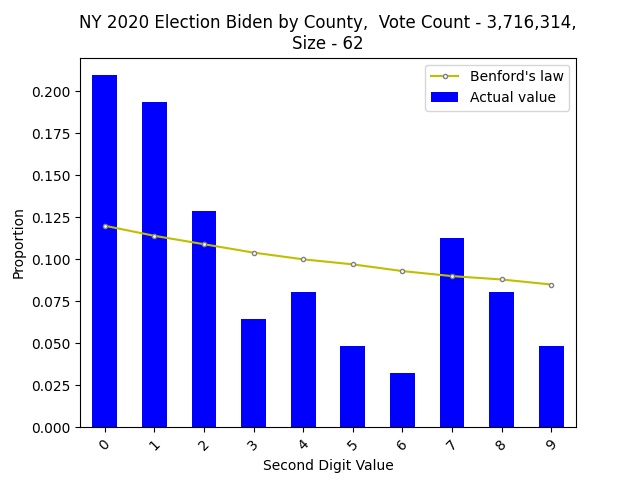 NY 2020 Election Biden by County,  Vote Count - 3,716,314,
Size - 62
Benford's law
Actual value
0.200
0.175
0.150
0.125
0.100
0.075
0.050
0.025
0.000
Proportion
0 1 2 3 4 5 6 7 8 9
Second Digit Value